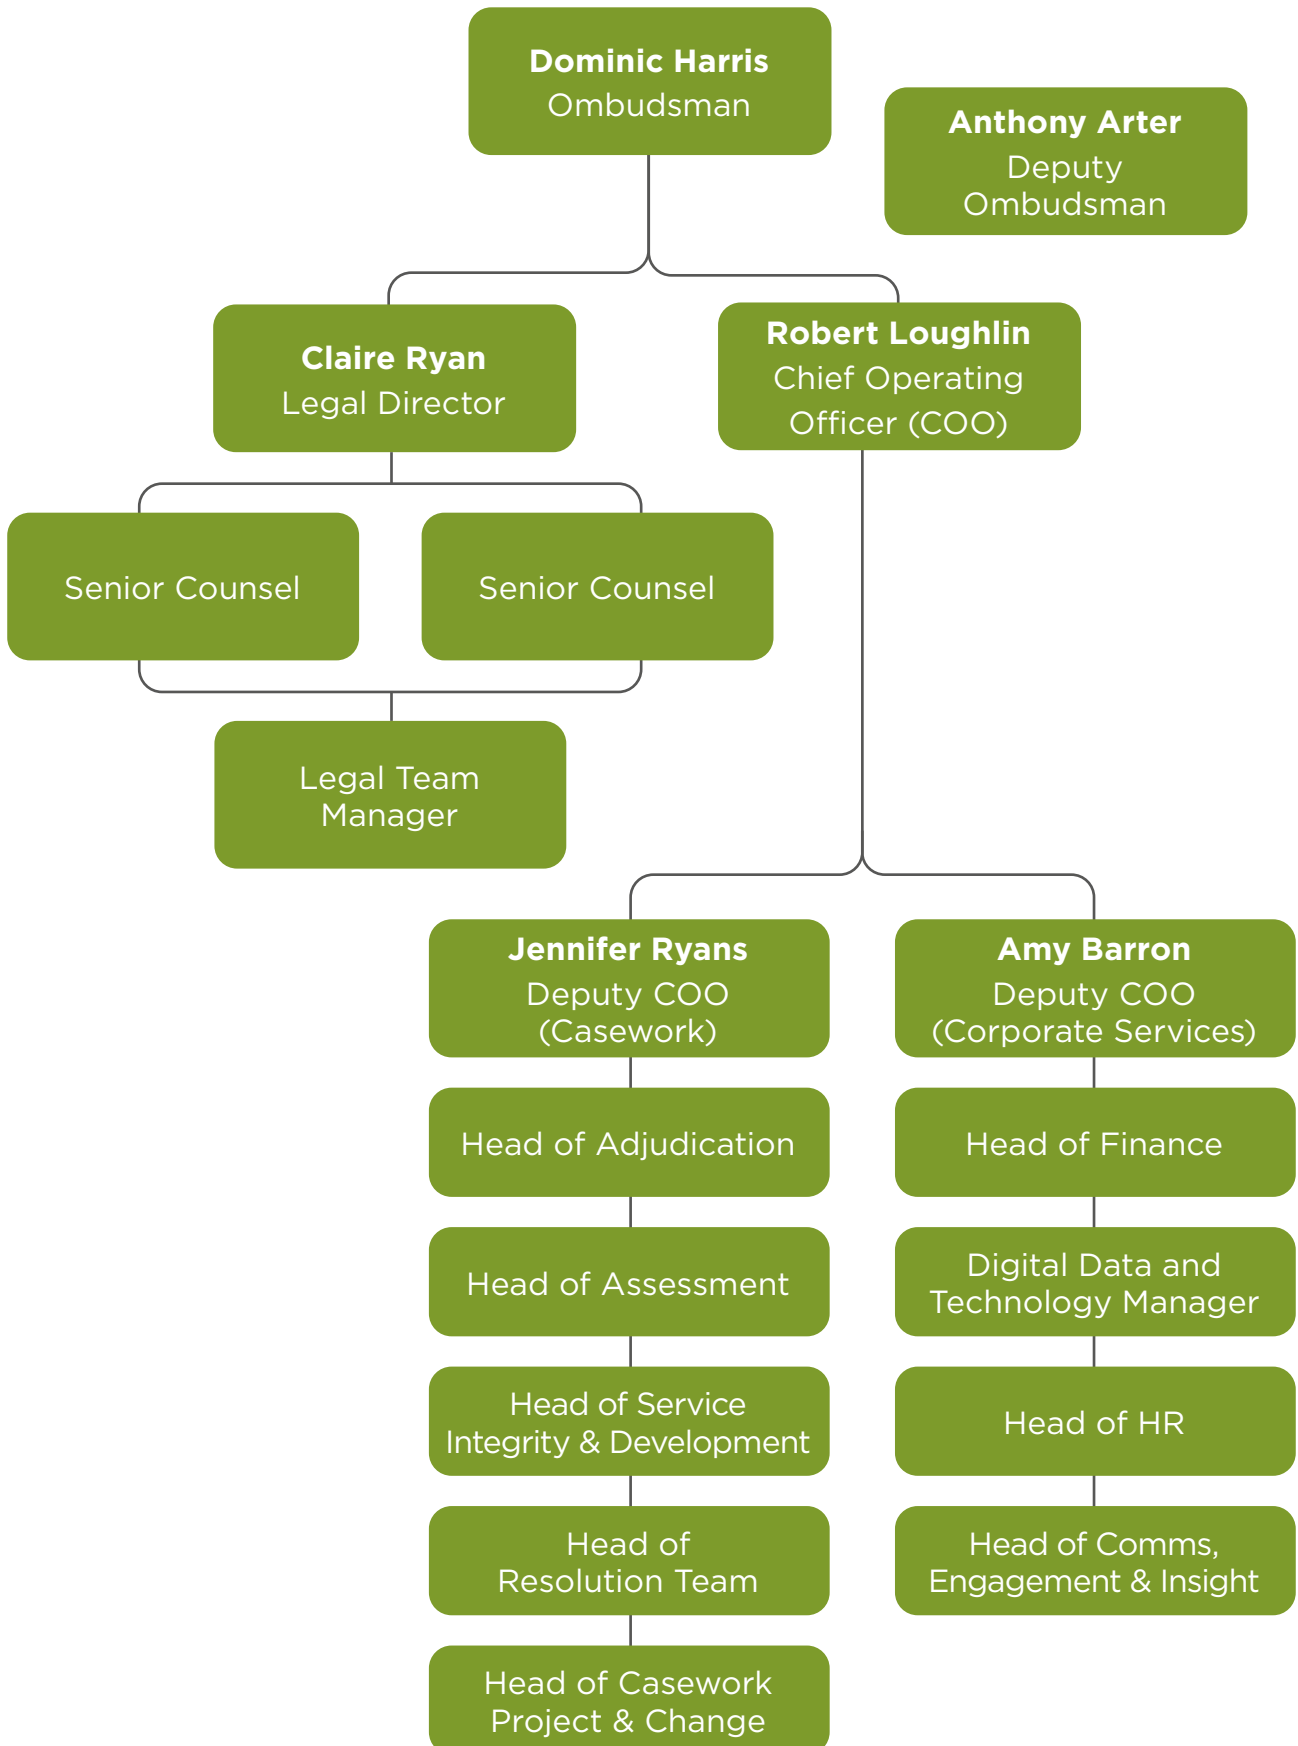 Dominic Harris
Ombudsman
Anthony Arter
Deputy
Ombudsman
Claire Ryan
Legal Director
Robert Loughlin
Chief Operating
Officer (COO)
Senior Counsel
Senior Counsel
Legal Team
Manager
Jennifer Ryans
Deputy COO
(Casework)
Amy Barron
Deputy COO
(Corporate Services)
Head of Adjudication
Head of Finance
Head of Assessment
Digital Data and
Technology Manager
Head of Service
Integrity & Development
Head of HR
Head of
Resolution Team
Head of Comms,
Engagement & Insight
Head of Casework
Project & Change